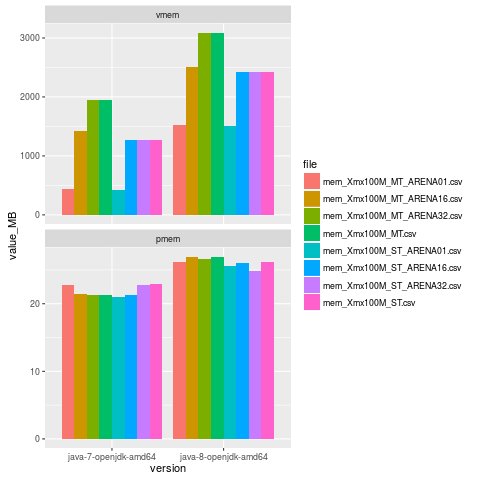 vmem
3000
2000
1000
0
pmem
20
10
0
value_MB
java-7-openjdk-amd64
java-8-openjdk-amd64
version
file
mem_Xmx100M_MT_ARENA01.csv
mem_Xmx100M_MT_ARENA16.csv
mem_Xmx100M_MT_ARENA32.csv
mem_Xmx100M_MT.csv
mem_Xmx100M_ST_ARENA01.csv
mem_Xmx100M_ST_ARENA16.csv
mem_Xmx100M_ST_ARENA32.csv
mem_Xmx100M_ST.csv